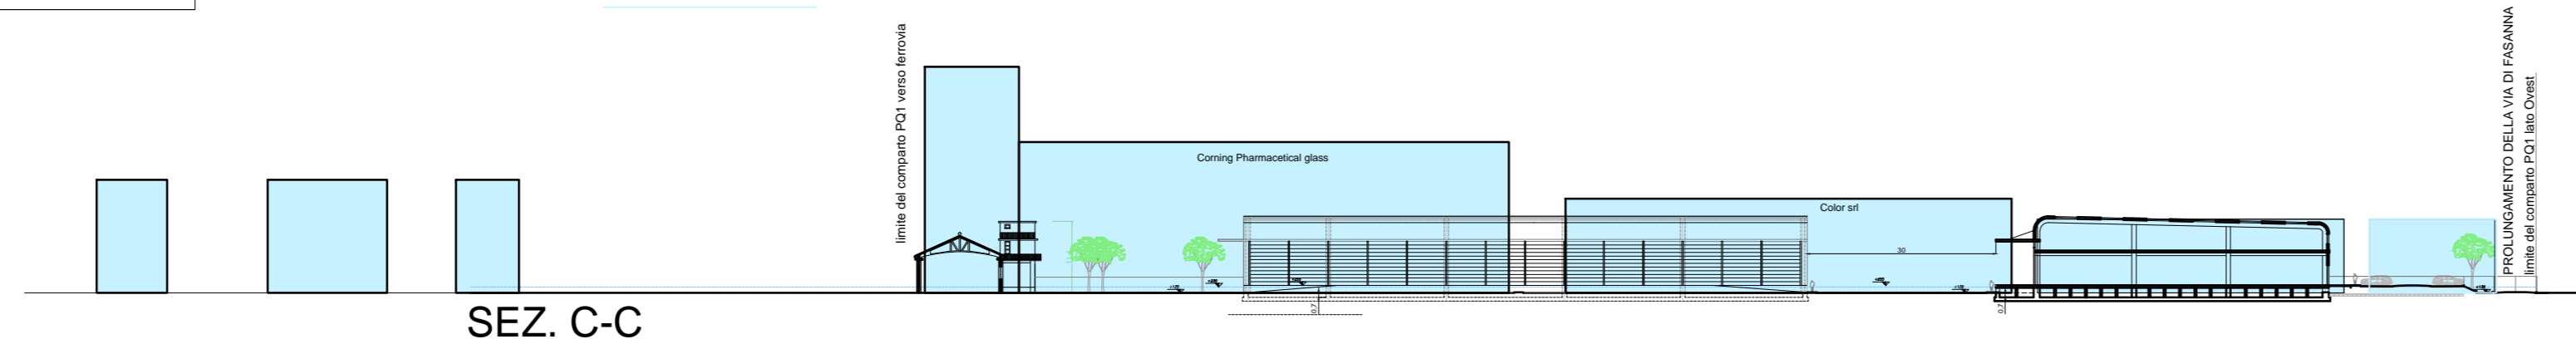 limite del comparto PQ1 verso ferrovia
Corning Pharmacetical glass
Color srl
30
PROLUNGAMENTO DELLA VIA DI FASANNA
limite del comparto PQ1 lato Ovest
0.7
0.7
SEZ. C-C